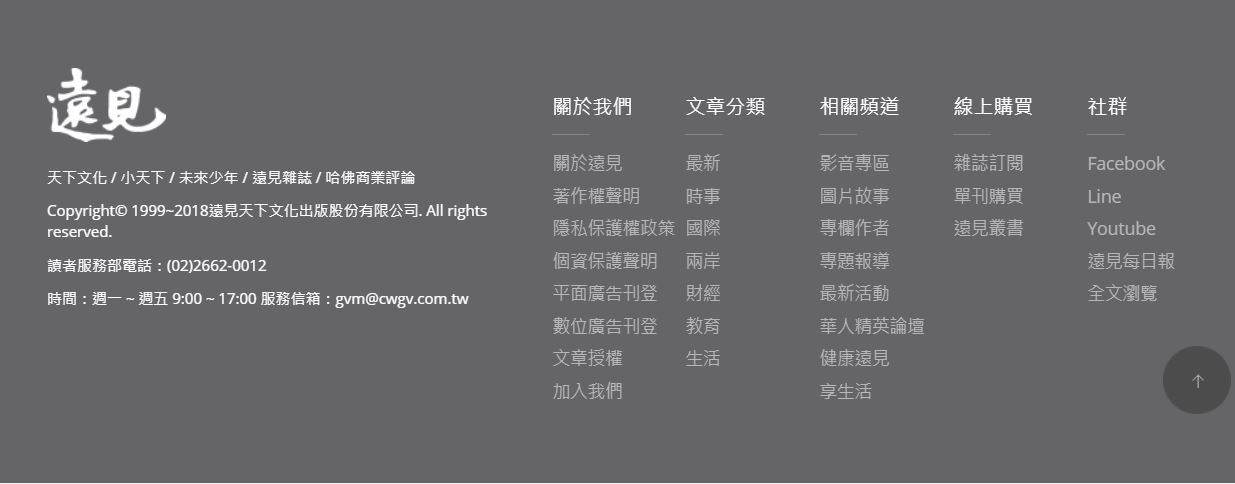 遠見
天下文化 / 小天下 / 未來少年 / 遠見雜誌 / 哈佛商業評論
Copyright© 1999~2018遠見天下文化出版股份有限公司. All rights
reserved.
讀者服務部電話：(02)2662-0012
時間：週一 ~ 週五 9:00 ~ 17:00 服務信箱：gvm@cwgv.com.tw
關於我們
關於遠見
著作權聲明
隱私保護權政策
個資保護聲明
平面廣告刊登
數位廣告刊登
文章授權
加入我們
文章分類
最新
時事
國際
兩岸
財經
教育
生活
相關頻道
影音專區
圖片故事
專欄作者
專題報導
最新活動
華人精英論壇
健康遠見
享生活
線上購買
雜誌訂閱
單刊購買
遠見叢書
社群
Facebook
Line
Youtube
遠見每日報
全文瀏覽